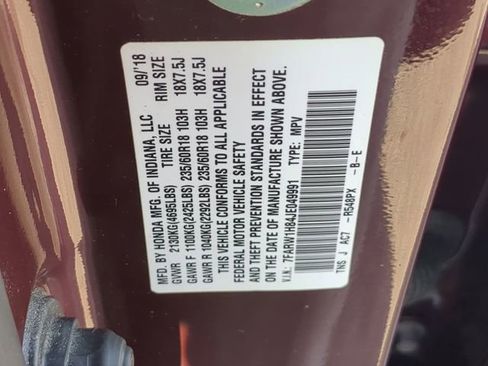 MFD. BY HONDA MFG. OF INDIANA, LLC 09/'18
GVWR 2130KG(4695LBS) TIRE SIZE RIM SIZE
GAWR F 1100KG(2425LBS) 235/60R18 103H 18X7.5J
GAWR R 1040KG(2292LBS) 235/60R18 103H 18X7.5J
THIS VEHICLE CONFORMS TO ALL APPLICABLE
FEDERAL MOTOR VEHICLE SAFETY
AND THEFT PREVENTION STANDARDS IN EFFECT
ON THE DATE OF MANUFACTURE SHOWN ABOVE.
V.I.N.: 7FARW1H84JE049991 TYPE: MPV
TNS J AC7 -R548PX -B-E